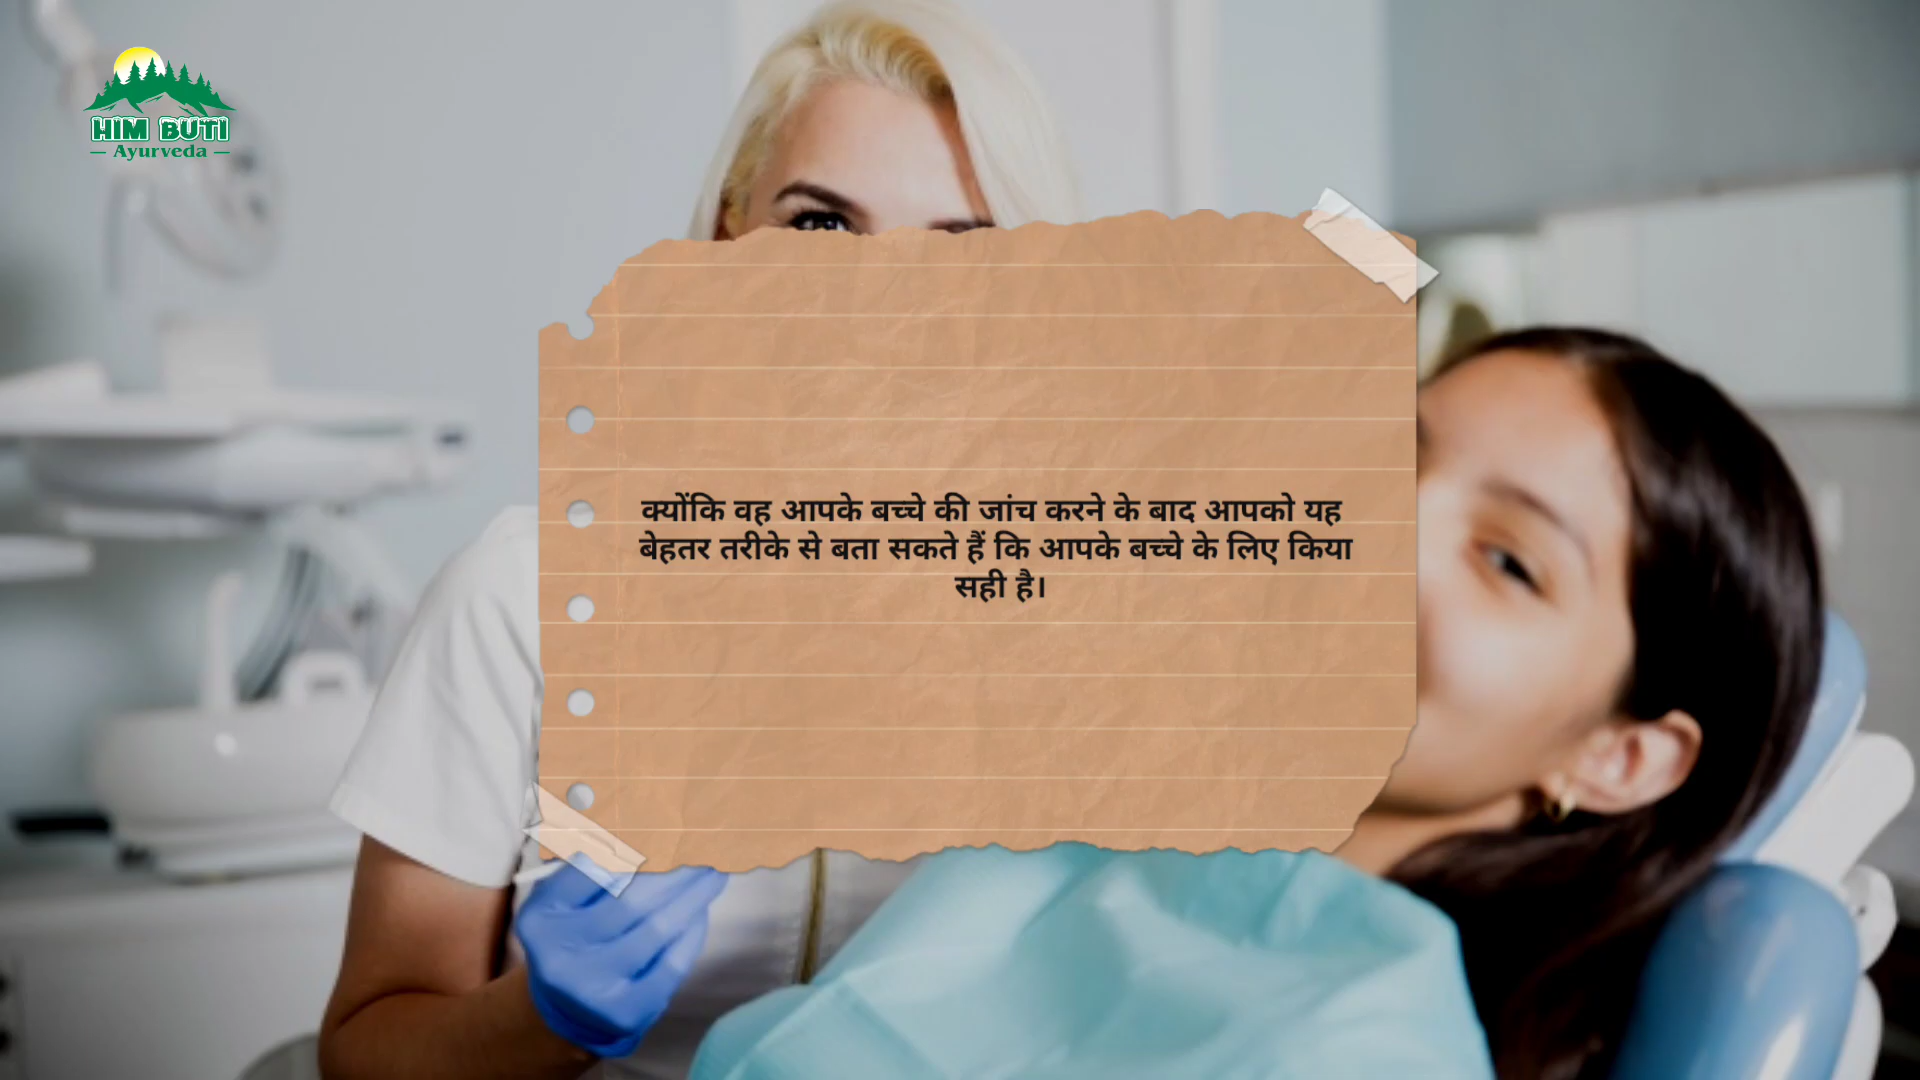 HIM BUTI
Ayurveda
क्योंकि वह आपके बच्चे की जांच करने के बाद आपको यह
बेहतर तरीके से बता सकते हैं कि आपके बच्चे के लिए किया
सही है।